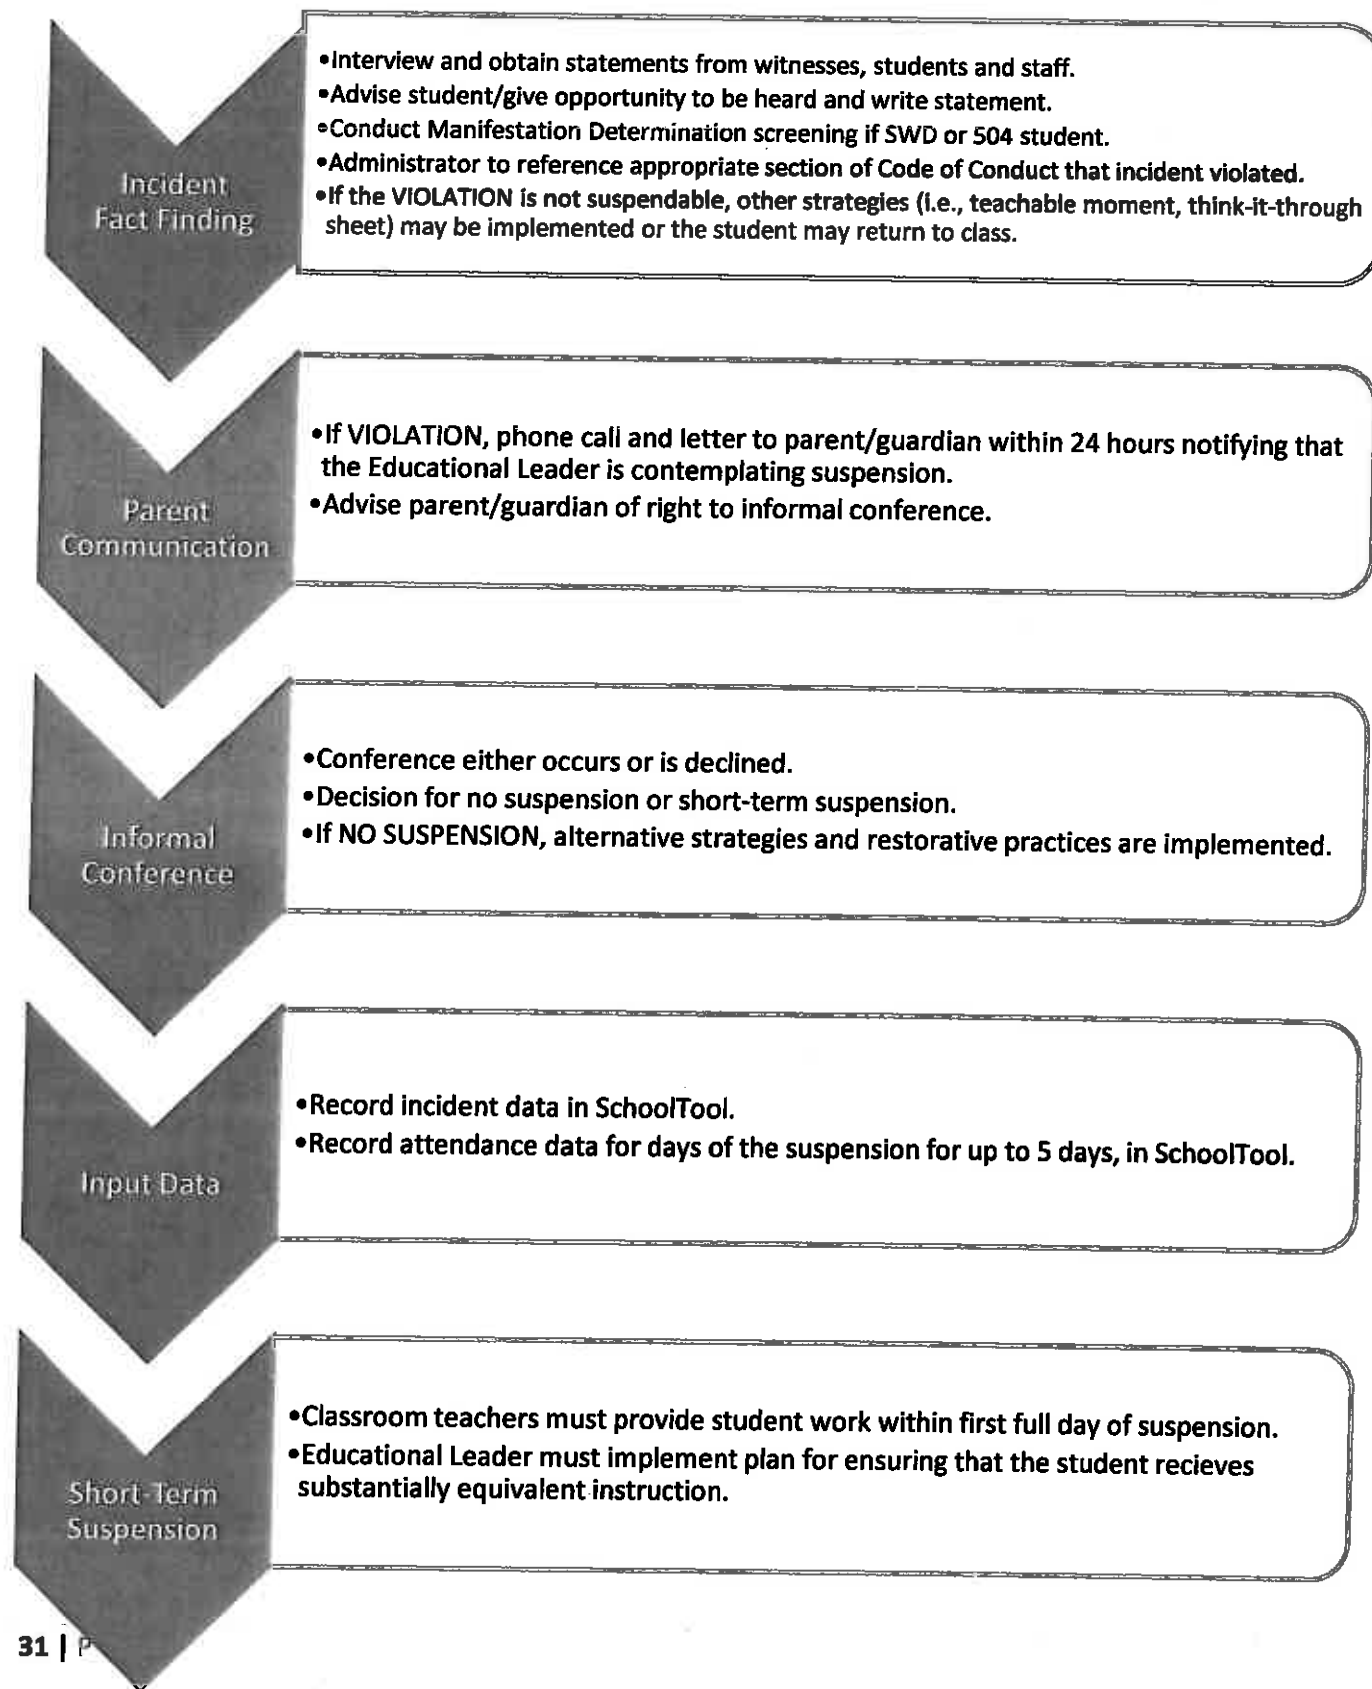 Incident
Fact Finding
•Interview and obtain statements from witnesses, students and staff.
•Advise student/give opportunity to be heard and write statement.
•Conduct Manifestation Determination screening if SWD or 504 student.
•Administrator to reference appropriate section of Code of Conduct that incident violated.
•If the VIOLATION is not suspendable, other strategies (i.e., teachable moment, think-it-through
sheet) may be implemented or the student may return to class.
Parent
Communication
•If VIOLATION, phone call and letter to parent/guardian within 24 hours notifying that
the Educational Leader is contemplating suspension.
•Advise parent/guardian of right to informal conference.
Informal
Conference
•Conference either occurs or is declined.
•Decision for no suspension or short-term suspension.
•If NO SUSPENSION, alternative strategies and restorative practices are implemented.
Input Data
•Record incident data in SchoolTool.
•Record attendance data for days of the suspension for up to 5 days, in SchoolTool.
Short-Term
Suspension
•Classroom teachers must provide student work within first full day of suspension.
•Educational Leader must implement plan for ensuring that the student recieves
substantially equivalent instruction.
31 | P